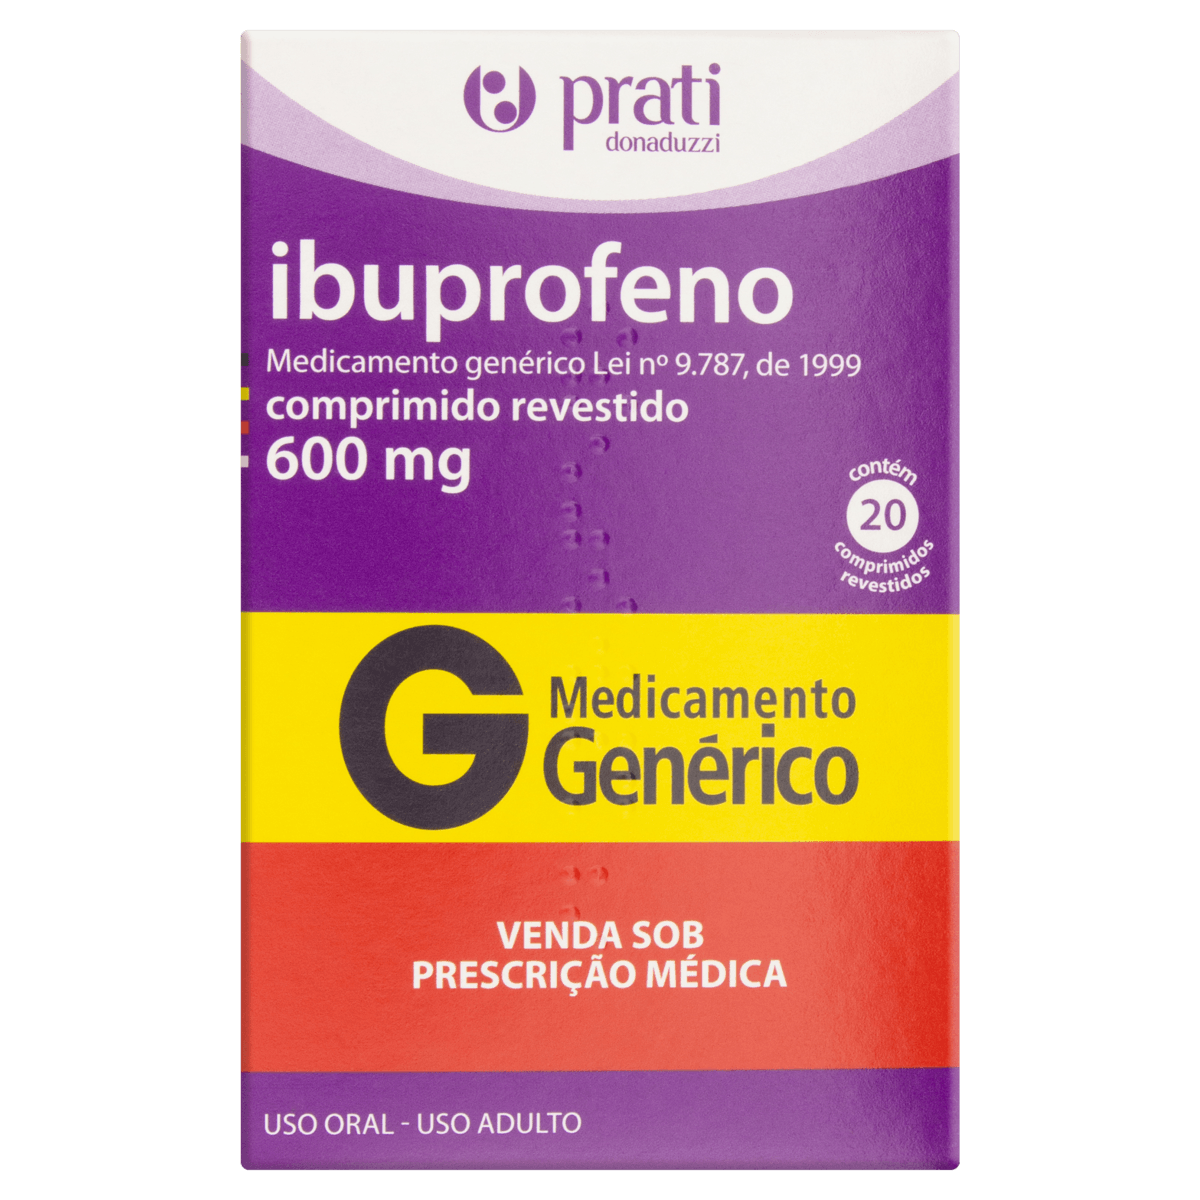 prati
donaduzzi
ibuprofeno
Medicamento genérico Lei nº 9.787, de 1999
comprimido revestido
600 mg
contém
20
comprimidos
revestidos
G Medicamento
Genérico
VENDA SOB
PRESCRIÇÃO MÉDICA
USO ORAL - USO ADULTO